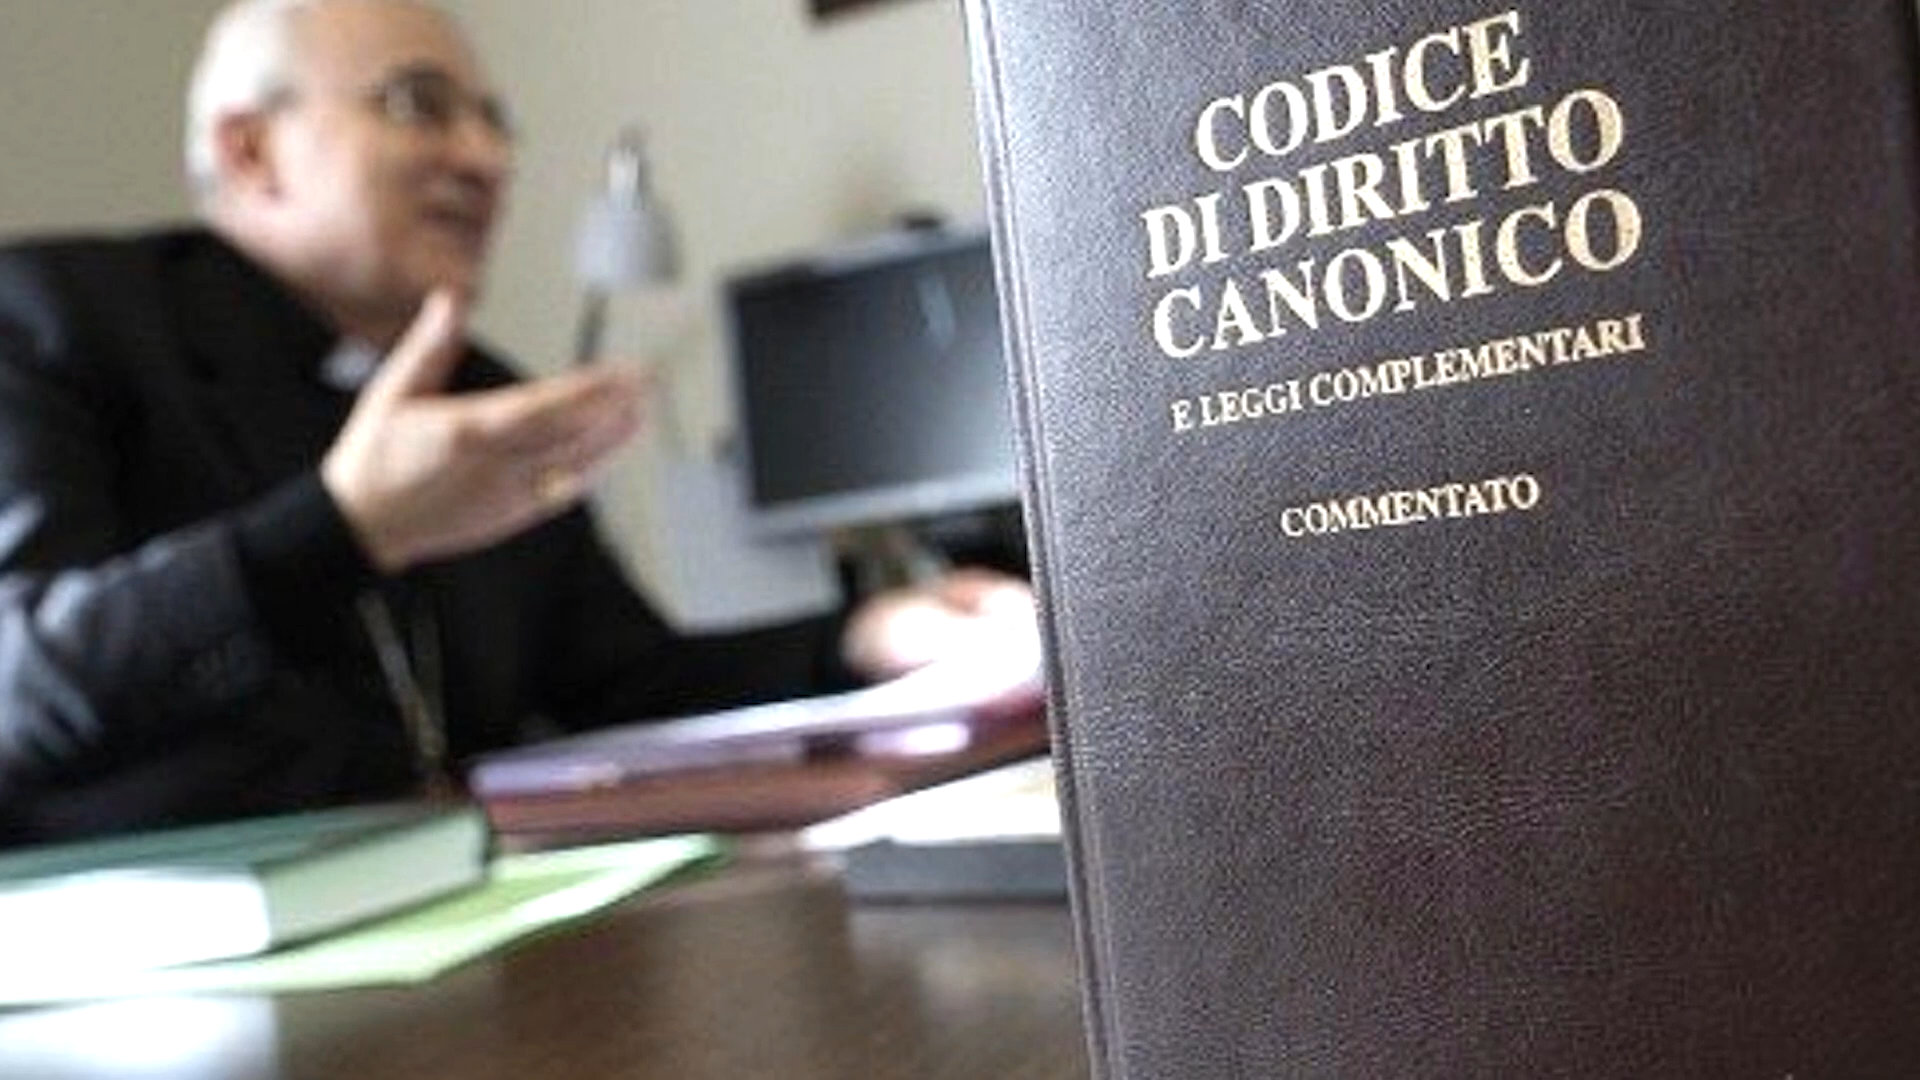 CODICE
DI DIRITTO
CANONICO
E LEGGI COMPLEMENTARI
COMMENTATO